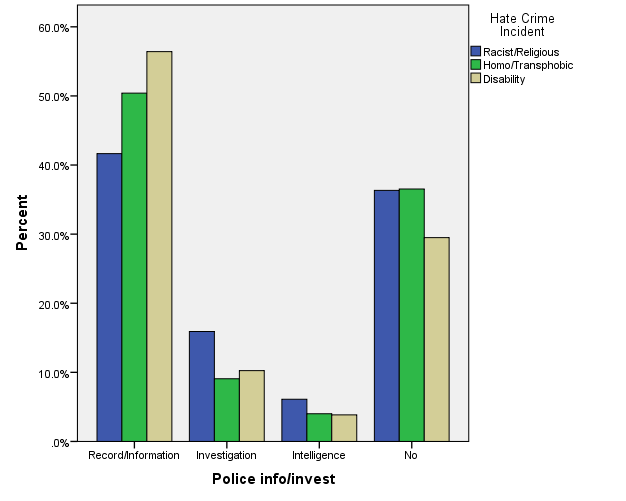 Hate Crime
Incident
Racist/Religious
Homo/Transphobic
Disability
60.0%
50.0%
40.0%
30.0%
20.0%
10.0%
.0%
Percent
Record/Information Investigation Intelligence No
Police info/invest